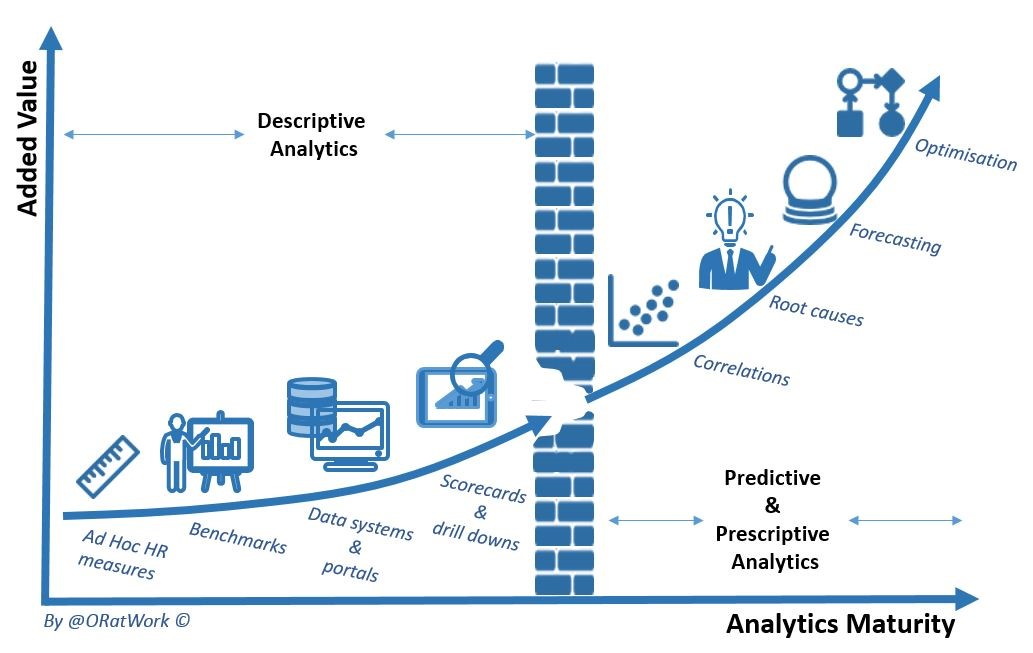 Added Value
Descriptive
Analytics
Optimisation
Forecasting
Root causes
Correlations
Scorecards
&
drill downs
Data systems
&
portals
Benchmarks
Ad Hoc HR
measures
Predictive
&
Prescriptive
Analytics
By @ORatWork ©
Analytics Maturity